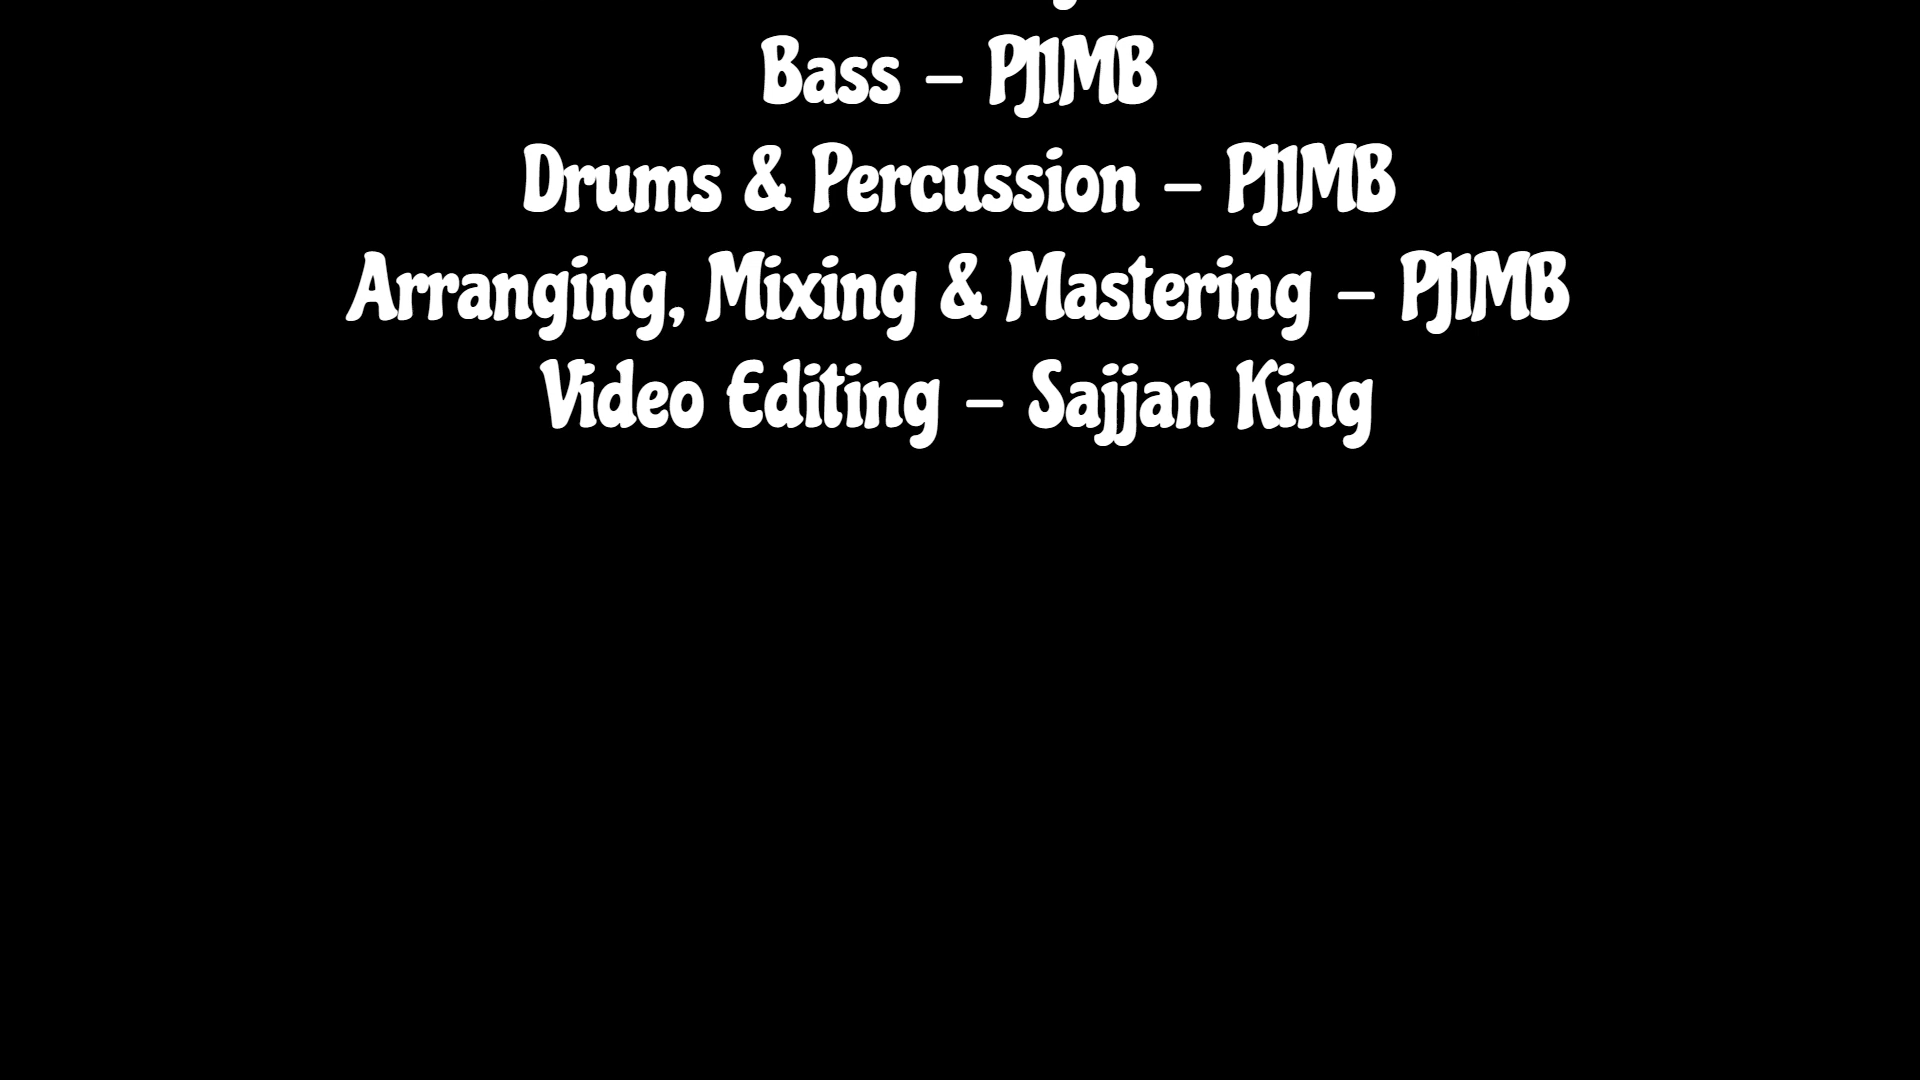 Bass - PJ1MB
Drums & Percussion - PJ1MB
Arranging, Mixing & Mastering - PJ1MB
Video Editing - Sajjan King